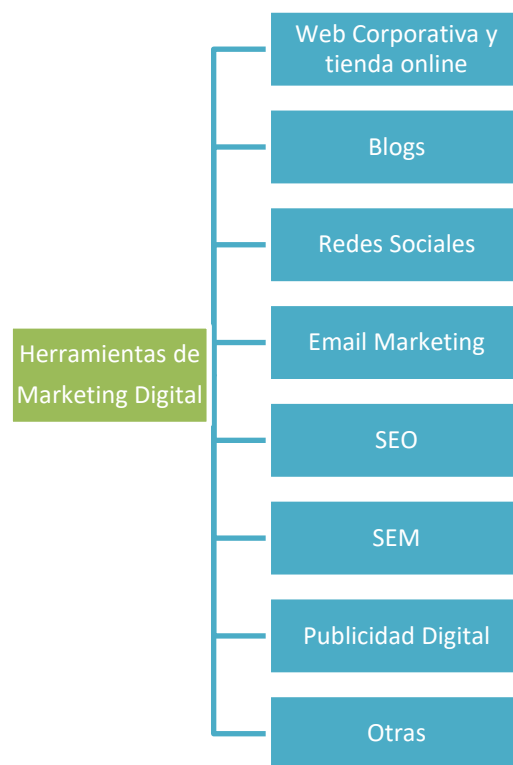 Web Corporativa y
tienda online
Blogs
Redes Sociales
Herramientas de
Marketing Digital
Email Marketing
SEO
SEM
Publicidad Digital
Otras